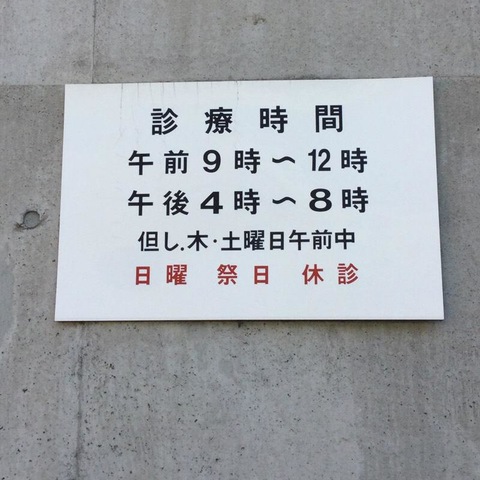 診療時間
午前9時〜12時
午後4時〜8時
但し.木・土曜日午前中
日曜 祭日 休診